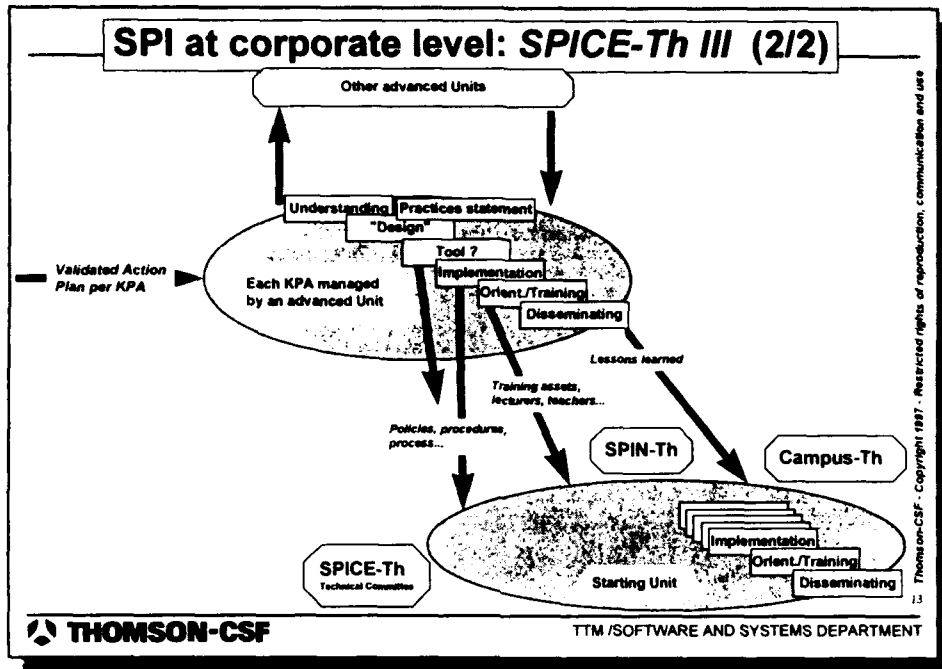 SPI at corporate level: SPICE-Th III (2/2)
Other advanced Units
Understanding
Practices statement
"Design"
Tool ?
Implementation
Orient./Training
Disseminating
Validated Action
Plan per KPA
Each KPA managed
by an advanced Unit
Lessons learned
Training assets,
lecturers, teachers...
Policies, procedures,
process...
SPIN-Th
Campus-Th
SPICE-Th
Technical Committee
Starting Unit
Implementation
Orient./Training
Disseminating
Thomson-CSF - Copyright 1997 - Restricted rights of reproduction, communication and use
13
THOMSON-CSF
TTM /SOFTWARE AND SYSTEMS DEPARTMENT